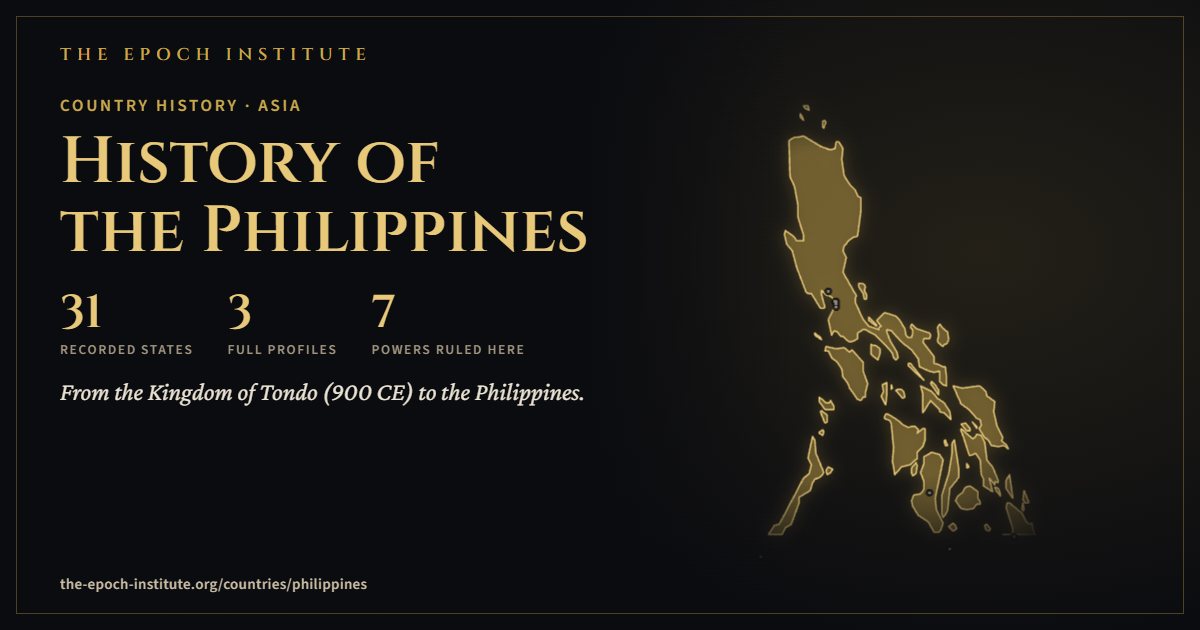 THE EPOCH INSTITUTE
COUNTRY HISTORY · ASIA
HISTORY OF
THE PHILIPPINES
31 3 7
RECORDED STATES FULL PROFILES POWERS RULED HERE
From the Kingdom of Tondo (900 CE) to the Philippines.
the-epoch-institute.org/countries/philippines